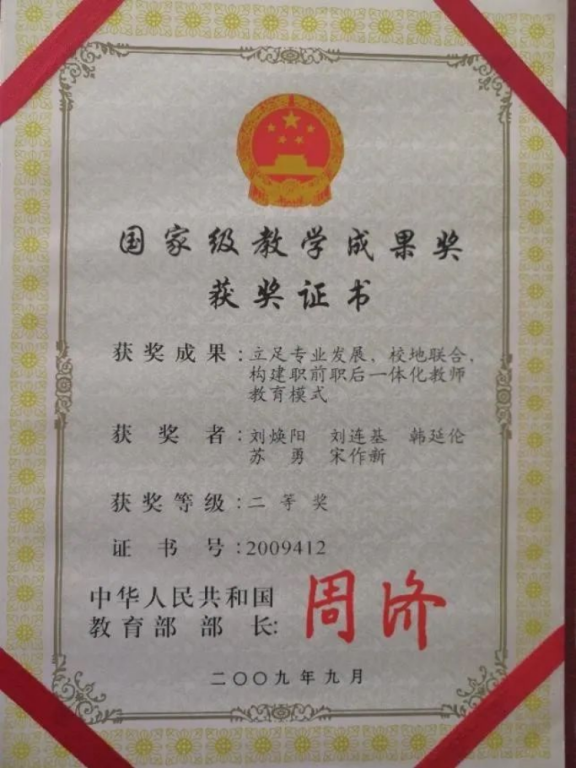 国家级教学成果奖
获奖证书
获奖成果:立足专业发展,校地联合,
构建职前职后一体化教师
教育模式
获奖者:刘焕阳 刘连基 韩延伦
苏勇 宋作新
获奖等级:二等奖
证书号:2009412
中华人民共和国
教育部部长:周济
二〇〇九年九月